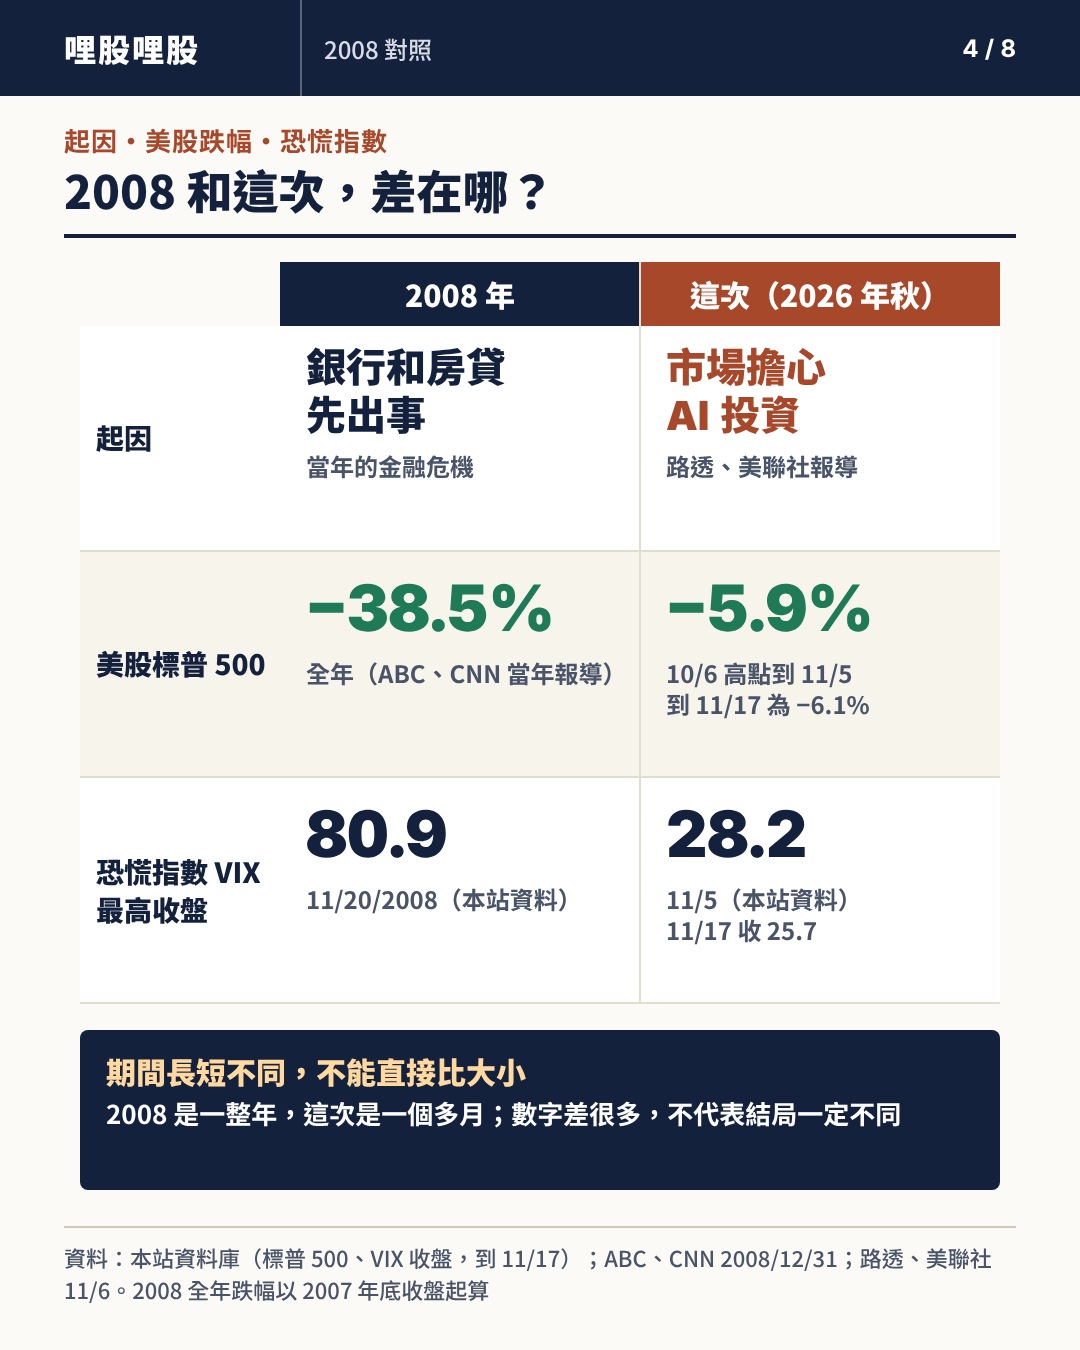 哩股哩股
2008 對照
4 / 8
起因・美股跌幅・恐慌指數
2008 和這次，差在哪？
2008 年
這次（2026 年秋）
起因
銀行和房貸
先出事
當年的金融危機
市場擔心
AI 投資
路透、美聯社報導
美股標普 500
−38.5%
全年（ABC、CNN 當年報導）
−5.9%
10/6 高點到 11/5
到 11/17 為 −6.1%
恐慌指數 VIX
最高收盤
80.9
11/20/2008（本站資料）
28.2
11/5（本站資料）
11/17 收 25.7
期間長短不同，不能直接比大小
2008 是一整年，這次是一個多月；數字差很多，不代表結局一定不同
資料：本站資料庫（標普 500、VIX 收盤，到 11/17）；ABC、CNN 2008/12/31；路透、美聯社
11/6。2008 全年跌幅以 2007 年底收盤起算